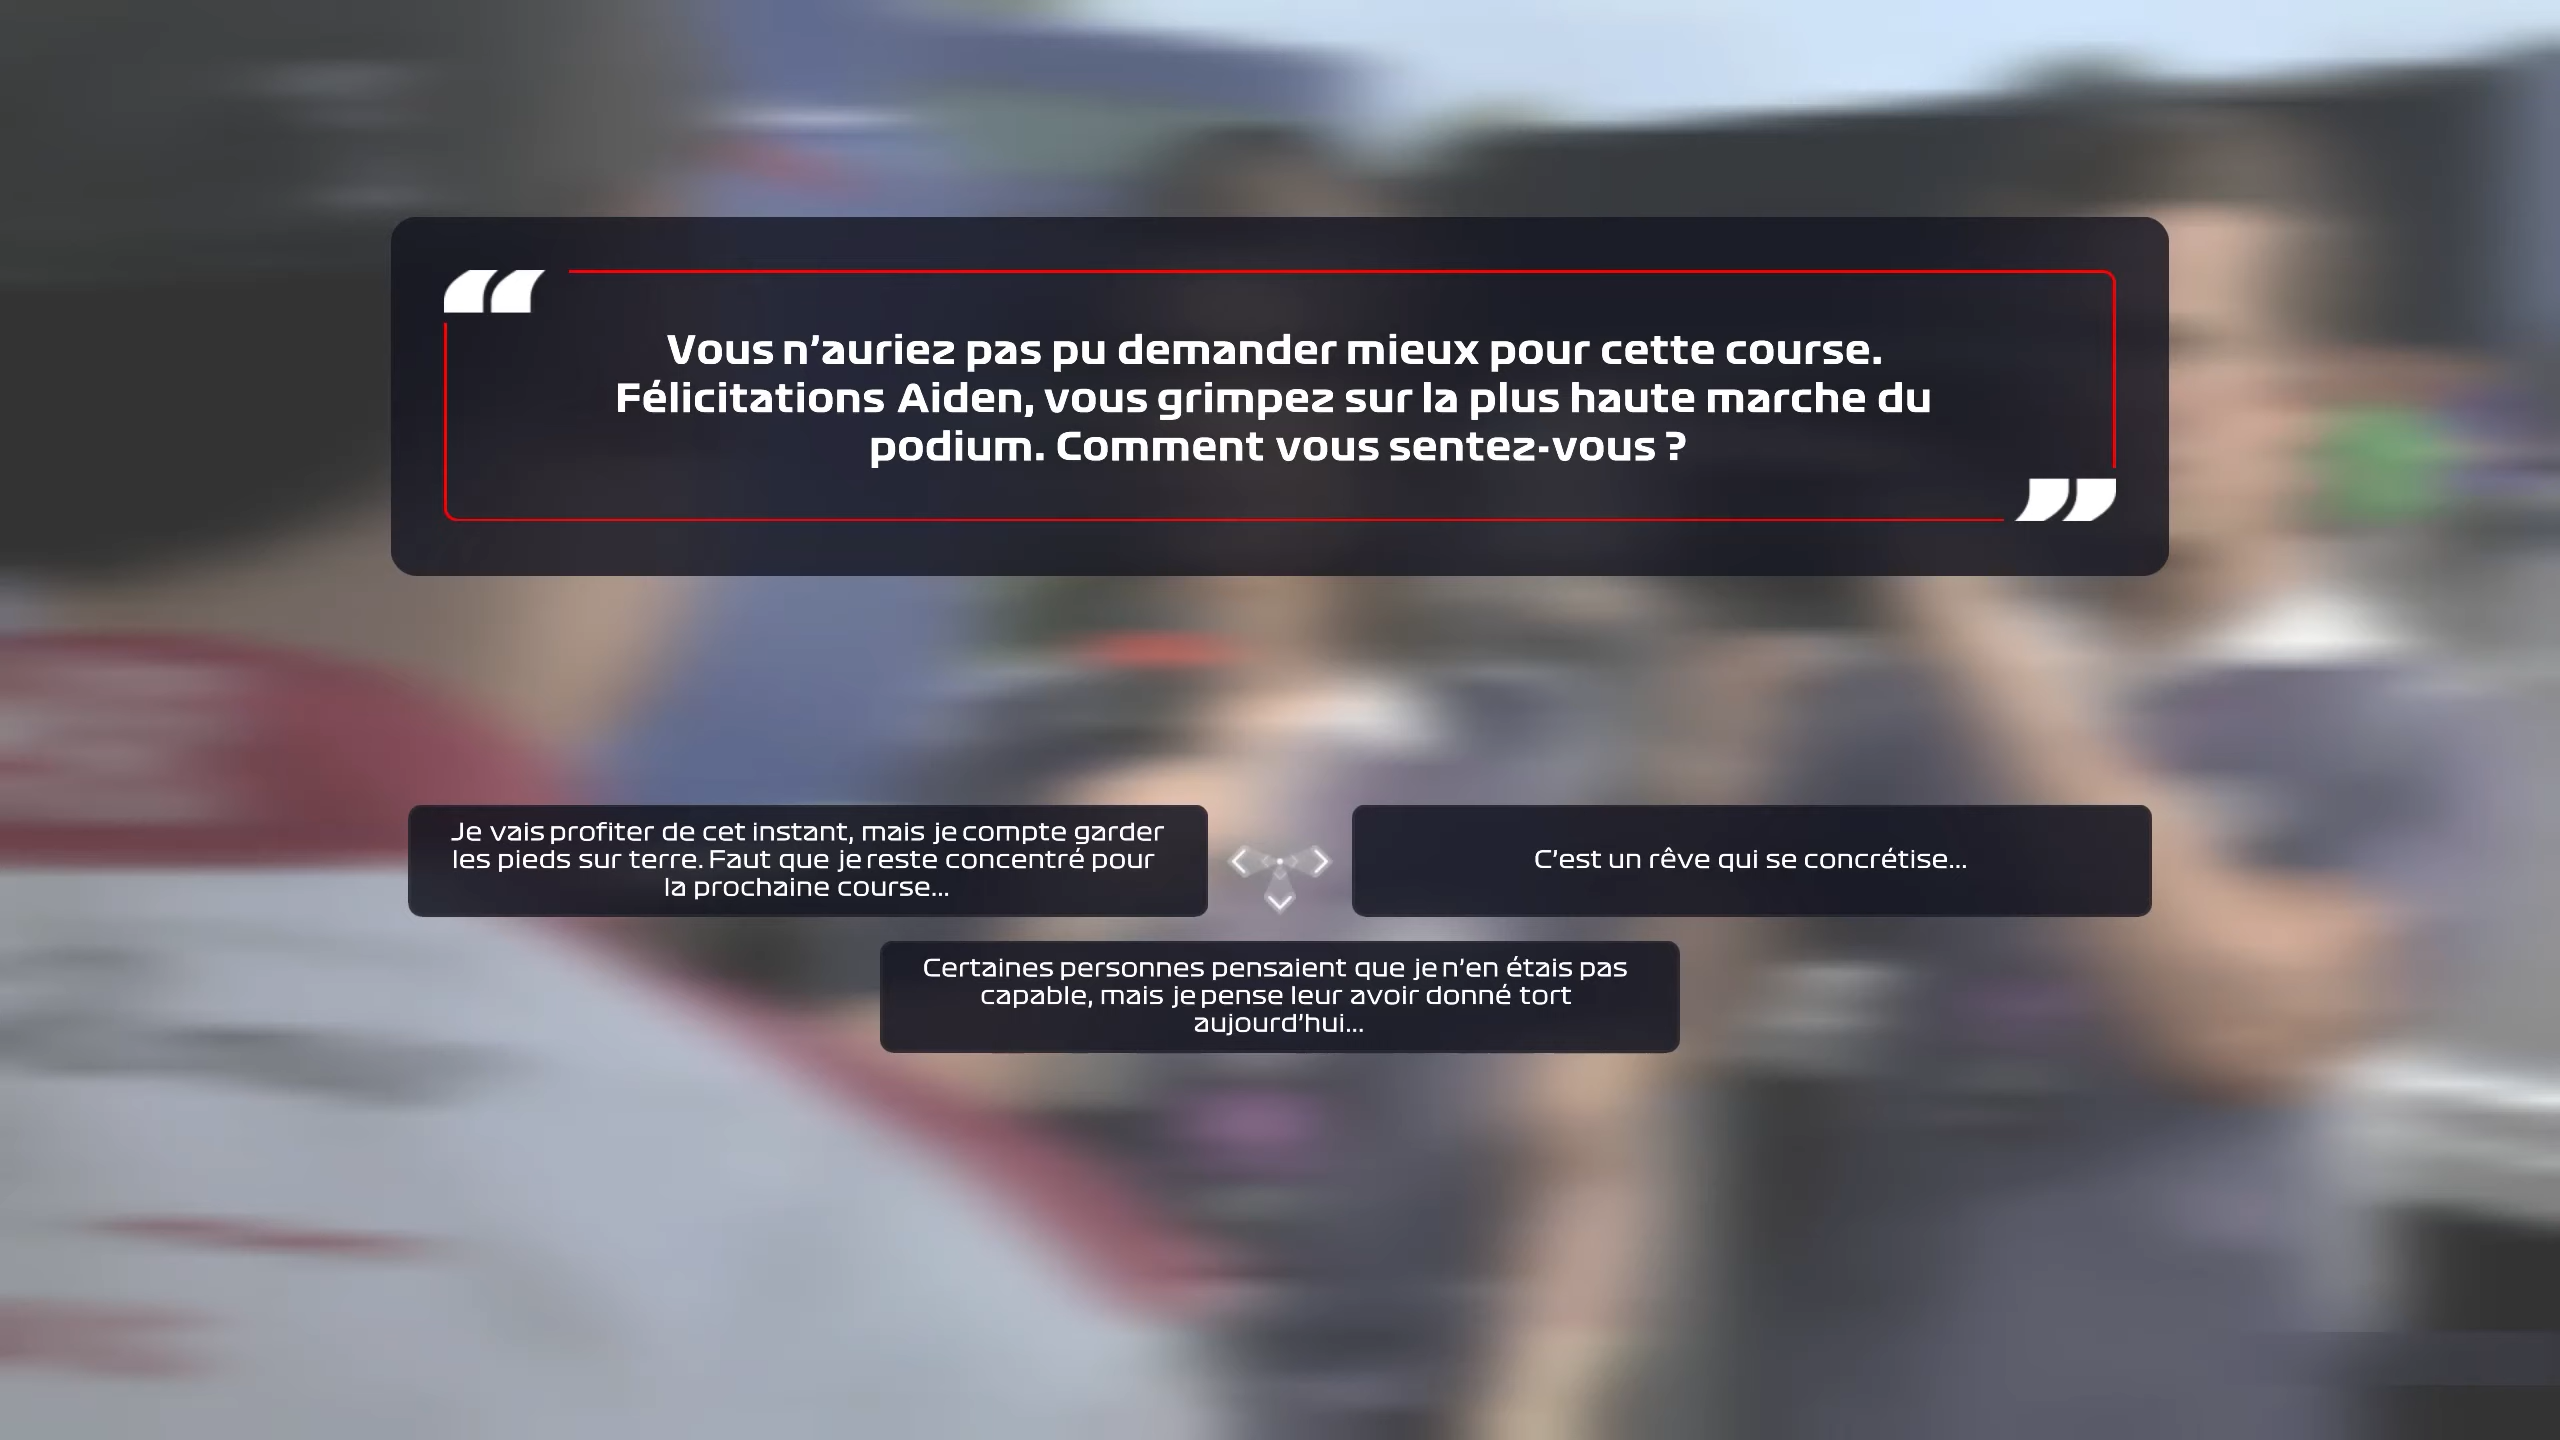 Vous n'auriez pas pu demander mieux pour cette course.
Félicitations Aiden, vous grimpez sur la plus haute marche du
podium. Comment vous sentez-vous ?
Je vais profiter de cet instant, mais je compte garder
les pieds sur terre. Faut que je reste concentré pour
la prochaine course...
C'est un rêve qui se concrétise...
Certaines personnes pensaient que je n'en étais pas
capable, mais je pense leur avoir donné tort
aujourd'hui...